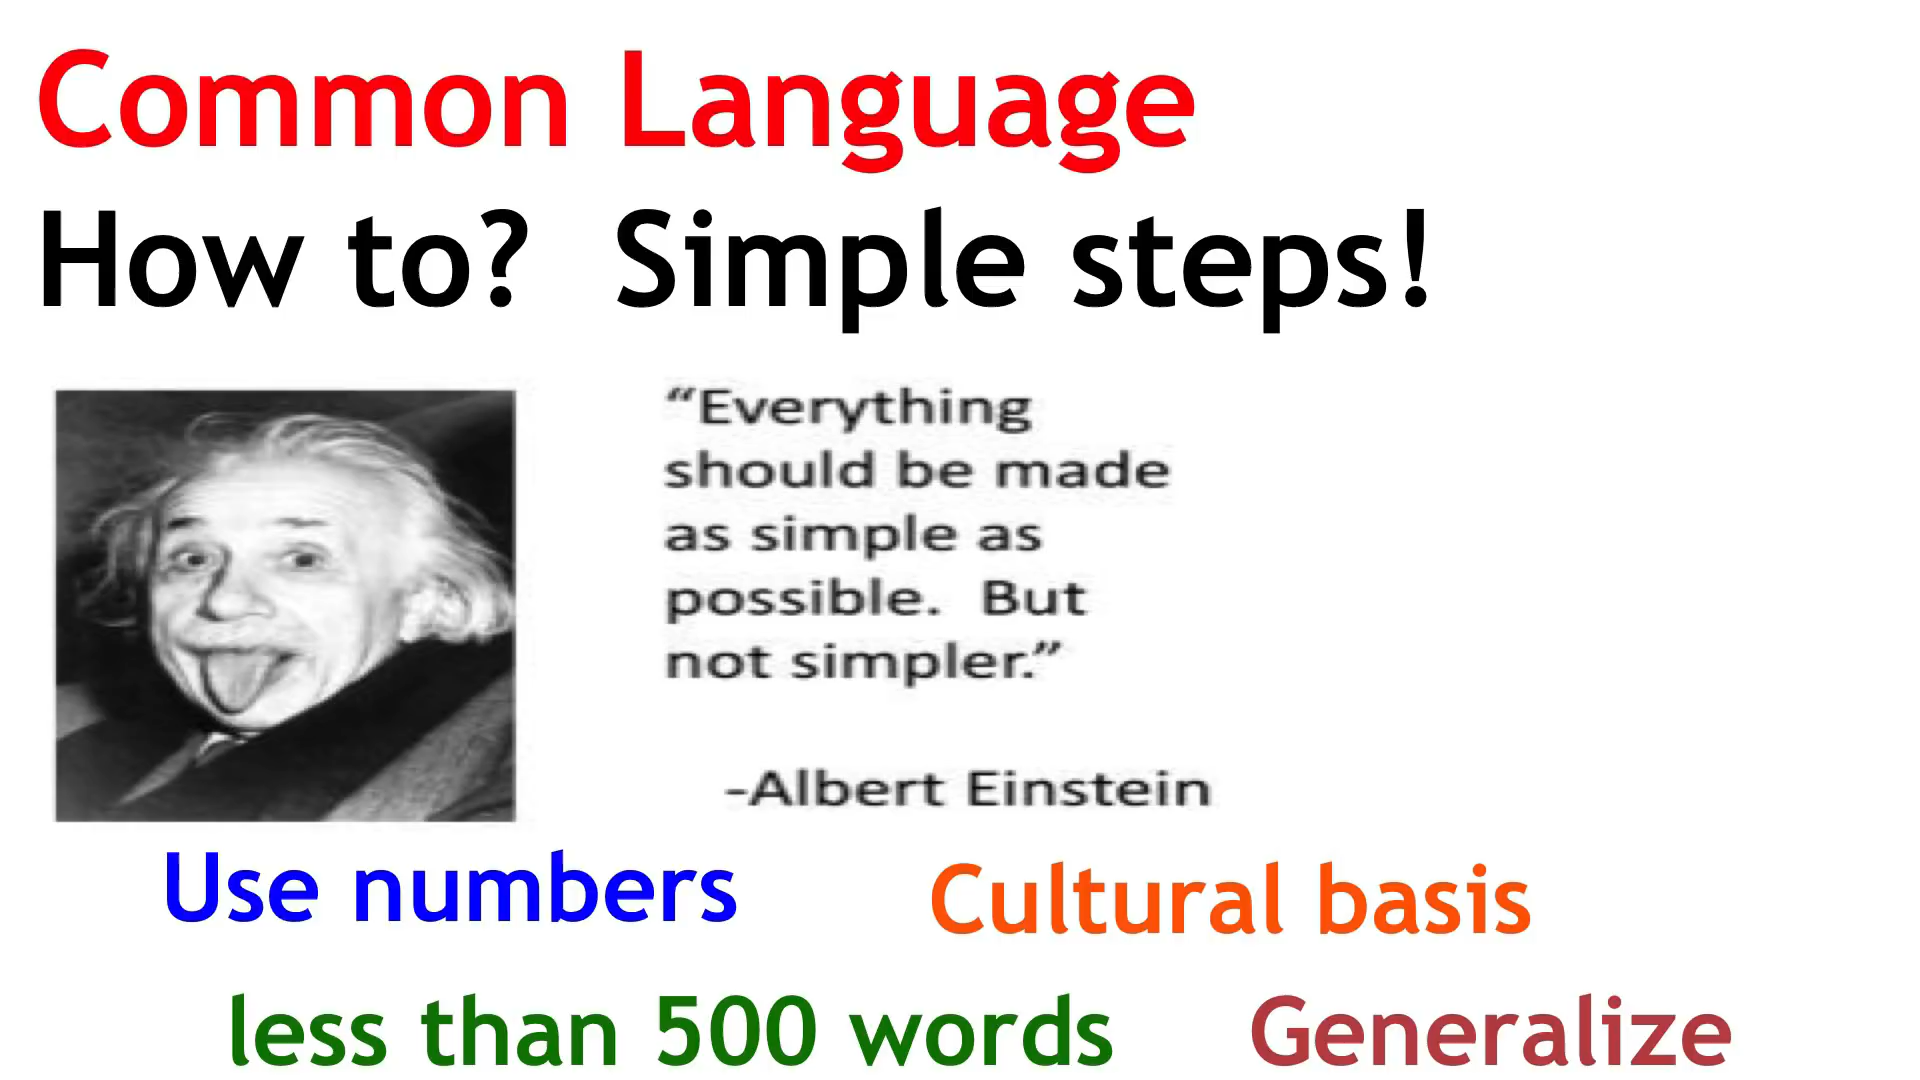 Common Language
How to? Simple steps!
“Everything
should be made
as simple as
possible. But
not simpler.”
-Albert Einstein
Use numbers
Cultural basis
less than 500 words
Generalize